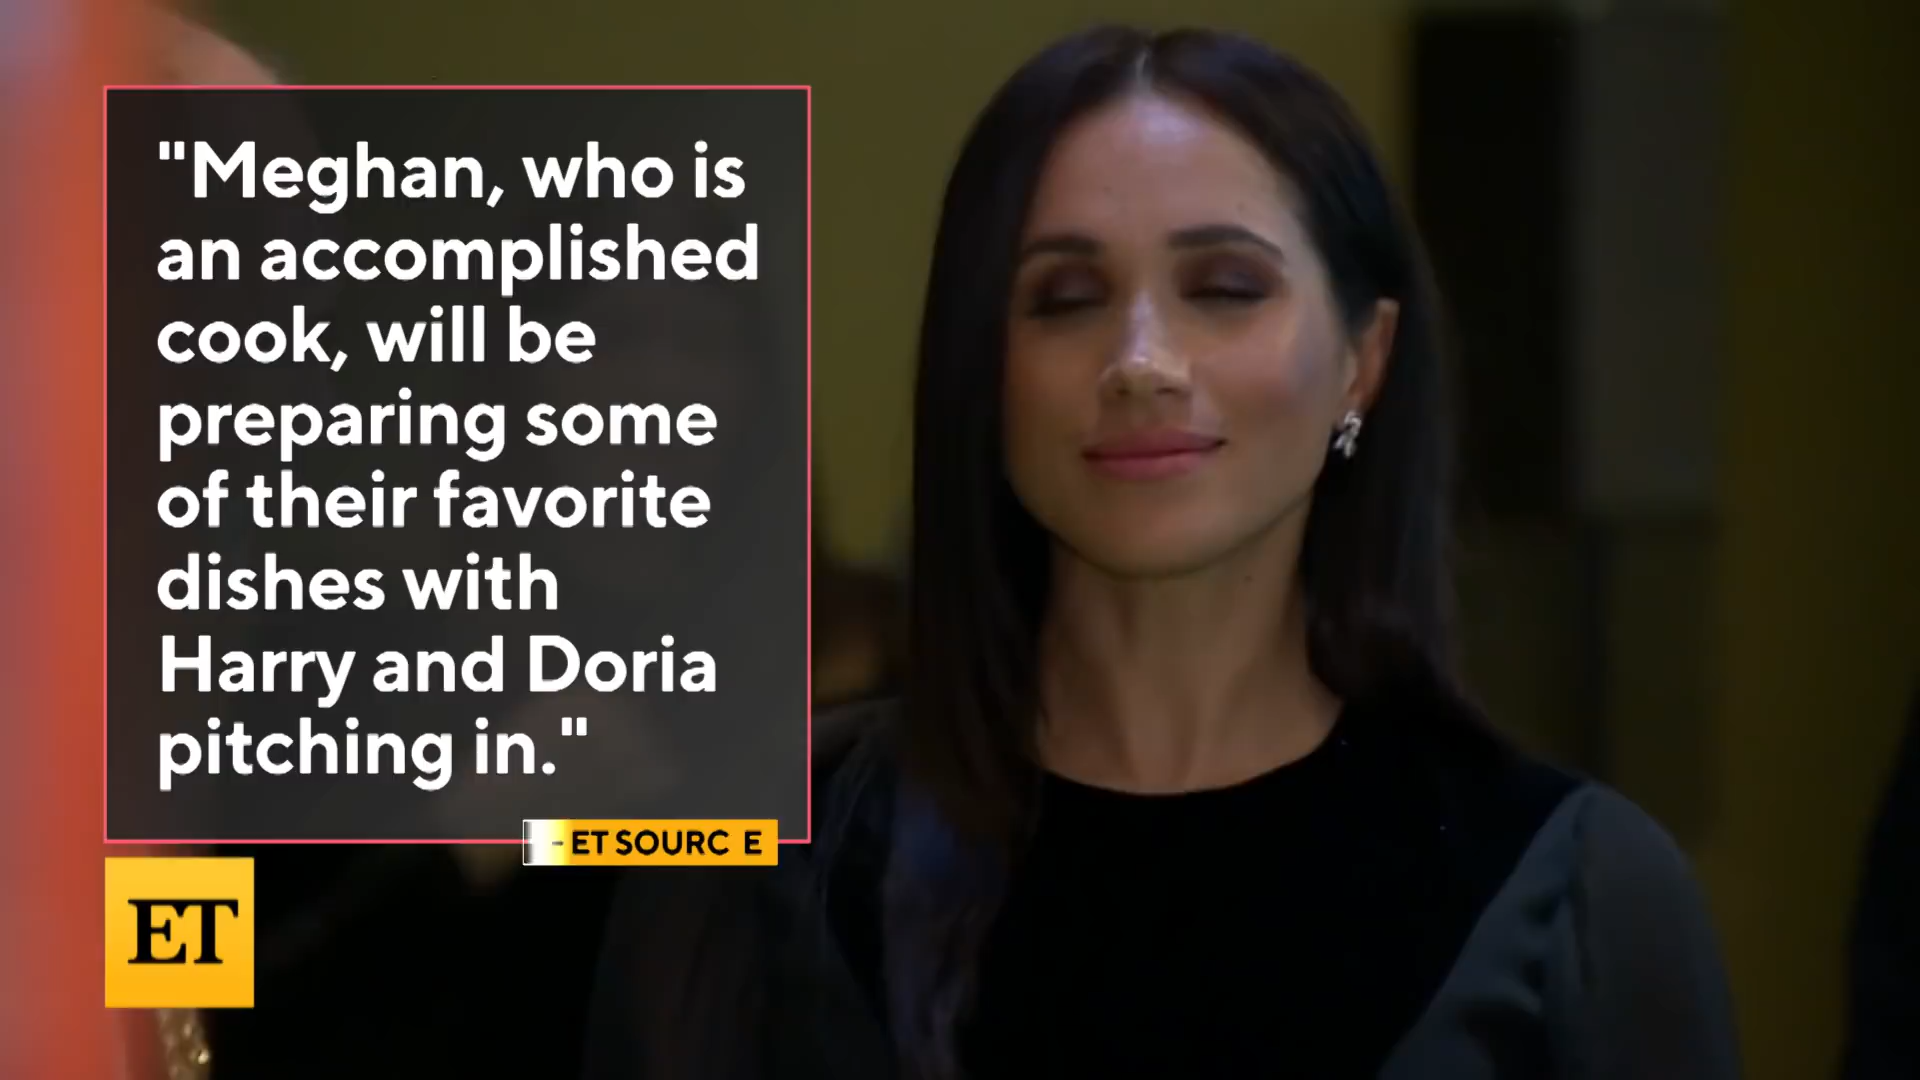 "Meghan, who is
an accomplished
cook, will be
preparing some
of their favorite
dishes with
Harry and Doria
pitching in."
- ET SOURCE
ET